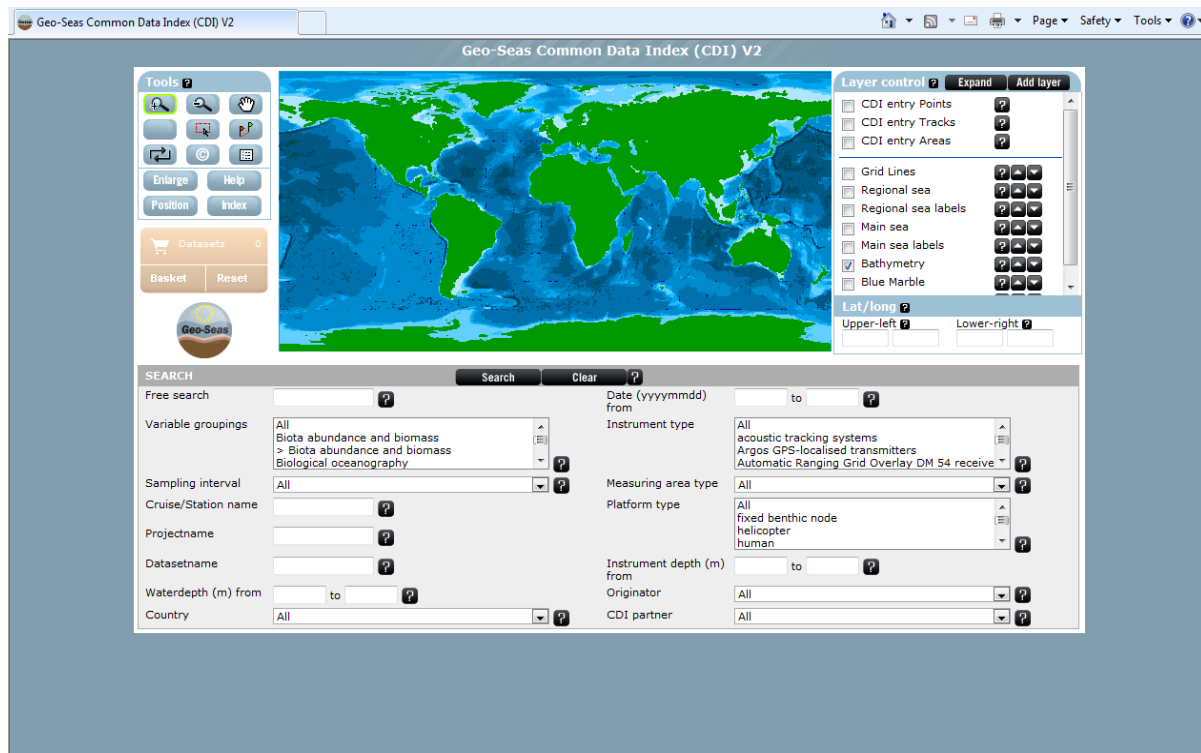 Geo-Seas Common Data Index (CDI) V2
Page Safety Tools
Geo-Seas Common Data Index (CDI) V2
Tools ?
P P
©
Enlarge Help
Position Index
Datasets 0
Basket Reset
Geo-Seas
Layer control ? Expand Add layer
CDI entry Points ?
CDI entry Tracks ?
CDI entry Areas ?
Grid Lines ?
Regional sea ?
Regional sea labels ?
Main sea ?
Main sea labels ?
Bathymetry ?
Blue Marble ?
Lat/long ?
Upper-left ? Lower-right ?
SEARCH Search Clear ?
Free search ?
Date (yyyymmdd) from to ?
Variable groupings
All
Biota abundance and biomass
> Biota abundance and biomass
Biological oceanography
?
Instrument type
All
acoustic tracking systems
Argos GPS-localised transmitters
Automatic Ranging Grid Overlay DM 54 receive
?
Sampling interval All ?
Measuring area type All ?
Cruise/Station name ?
Platform type
All
fixed benthic node
helicopter
human
?
Projectname ?
Datasetname ?
Instrument depth (m) from to ?
Waterdepth (m) from to ?
Originator All ?
Country All ?
CDI partner All ?